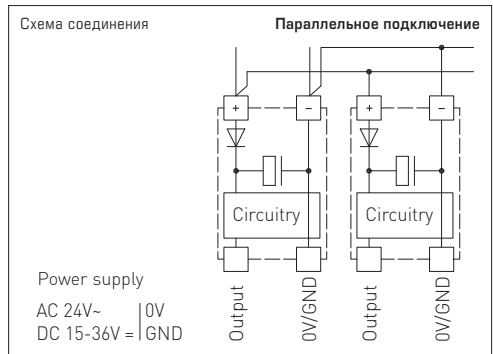 Схема соединения
Параллельное подключение
+ − + −
Circuitry Circuitry
Power supply
AC 24V~ | 0V
DC 15-36V = | GND
Output
0V/GND
Output
0V/GND